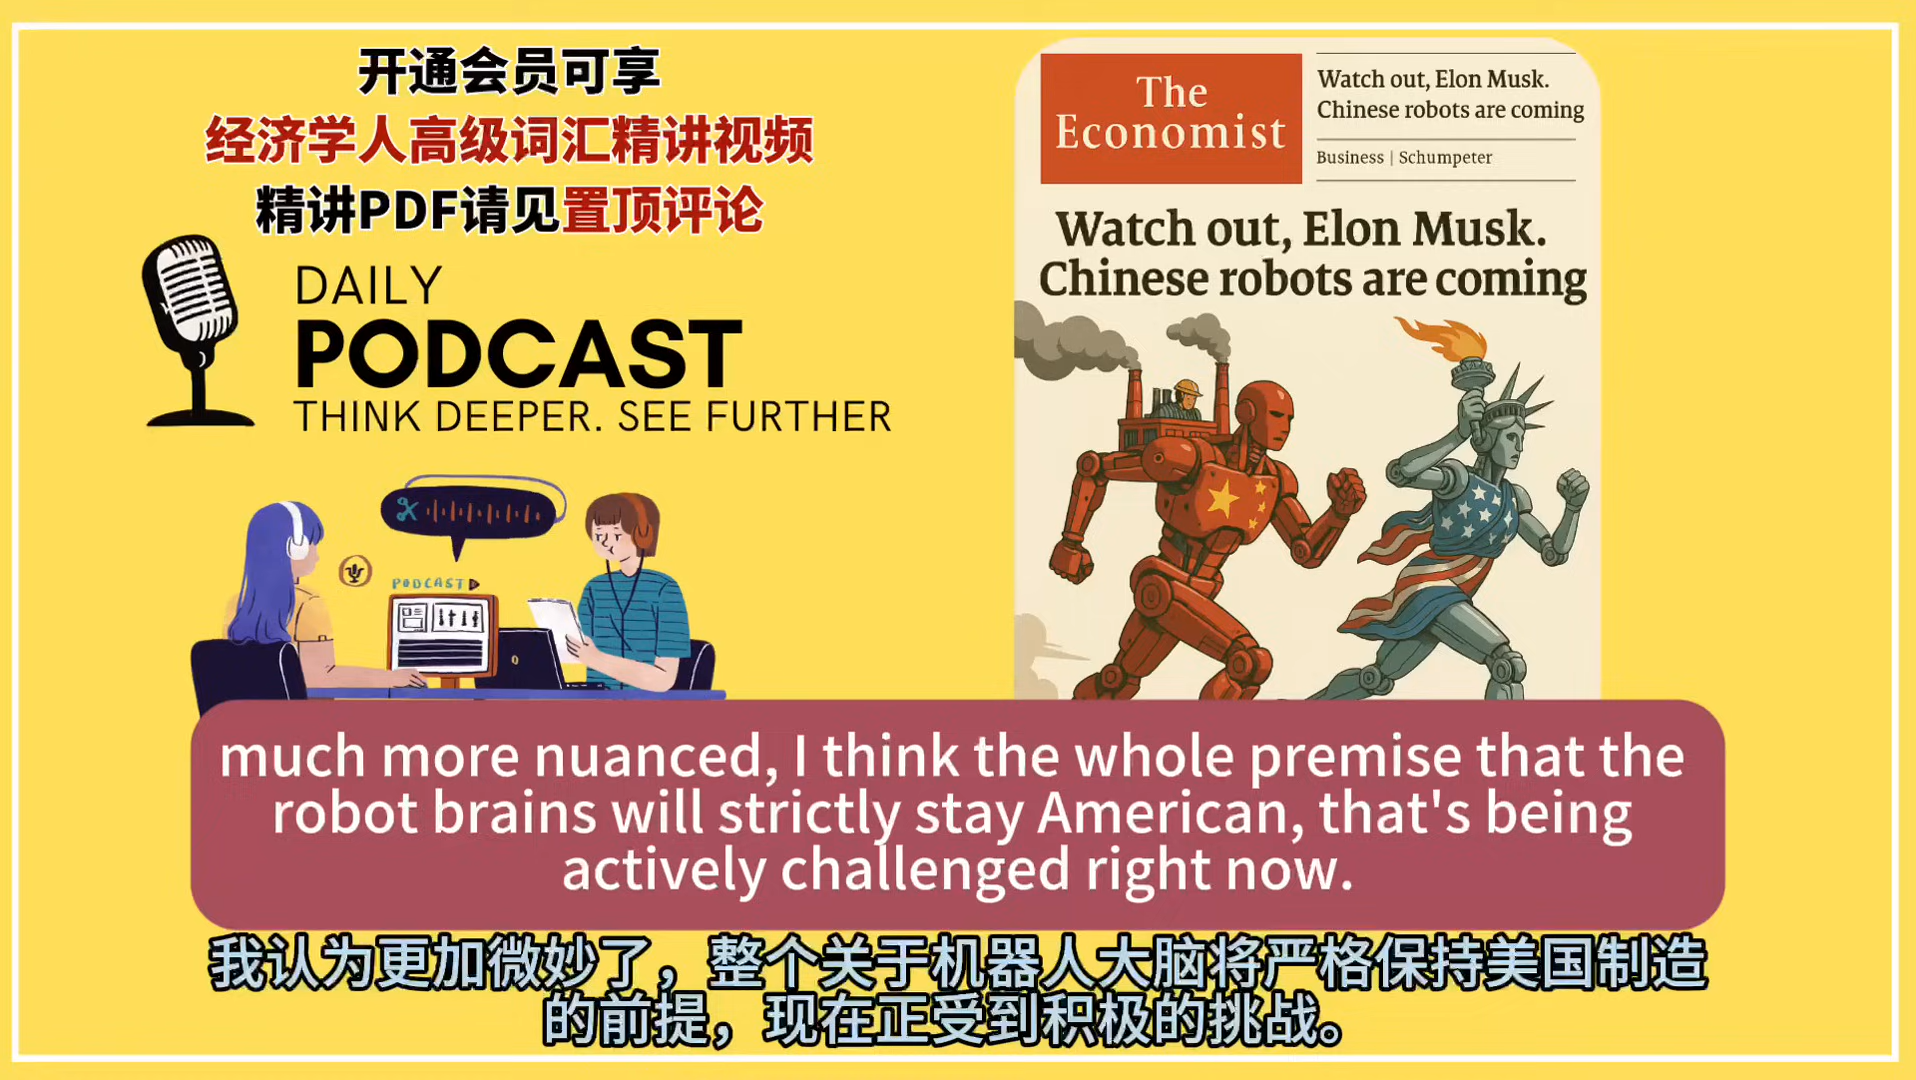 开通会员可享
经济学人高级词汇精讲视频
精讲PDF请见置顶评论
DAILY
PODCAST
THINK DEEPER. SEE FURTHER
PODCAST
The
Economist
Watch out, Elon Musk.
Chinese robots are coming
Business | Schumpeter
Watch out, Elon Musk.
Chinese robots are coming
much more nuanced, I think the whole premise that the
robot brains will strictly stay American, that's being
actively challenged right now.
我认为更加微妙了，整个关于机器人大脑将严格保持美国制造
的前提，现在正受到积极的挑战。